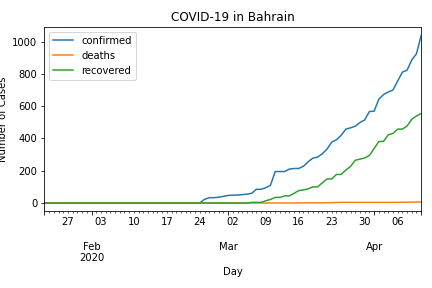 COVID-19 in Bahrain
confirmed
deaths
recovered
1000
800
600
400
200
0
Number of Cases
27 03 10 17 24 02 09 16 23 30 06
Feb Mar Apr
2020
Day